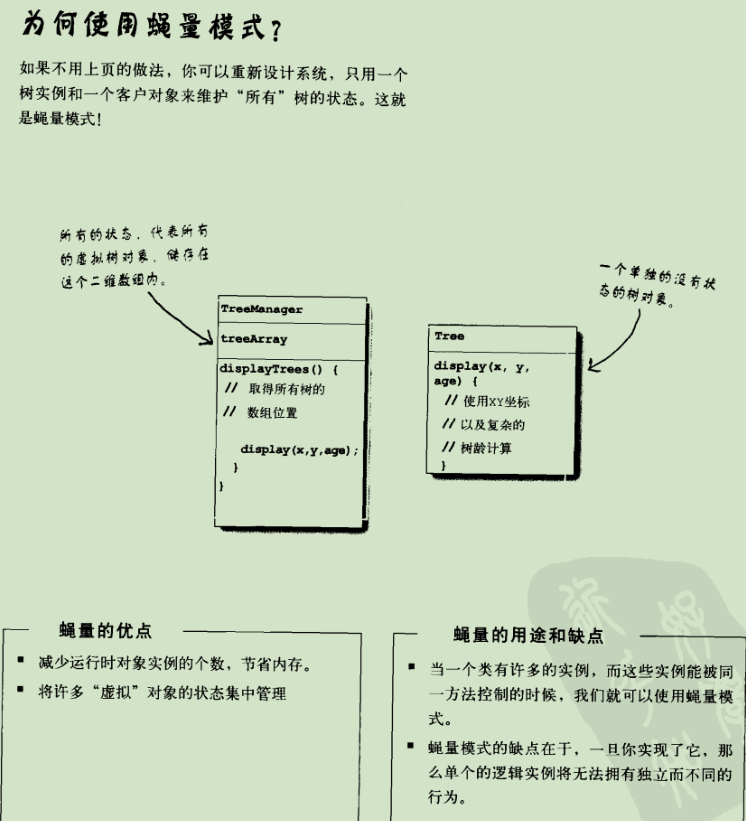 为何使用蝇量模式？
如果不用上页的做法，你可以重新设计系统，只用一个
树实例和一个客户对象来维护“所有”树的状态。这就
是蝇量模式！
所有的状态，代表所有
的虚拟树对象，储存在
这个二维数组内。
一个单独的没有状
态的树对象。
TreeManager
treeArray
displayTrees() {
// 取得所有树的
// 数组位置
display(x,y,age);
}
}
Tree
display(x, y,
age) {
// 使用XY坐标
// 以及复杂的
// 树龄计算
}
蝇量的优点
■ 减少运行时对象实例的个数，节省内存。
■ 将许多“虚拟”对象的状态集中管理
蝇量的用途和缺点
■ 当一个类有许多的实例，而这些实例能被同
一方法控制的时候，我们就可以使用蝇量模
式。
■ 蝇量模式的缺点在于，一旦你实现了它，那
么单个的逻辑实例将无法拥有独立而不同的
行为。